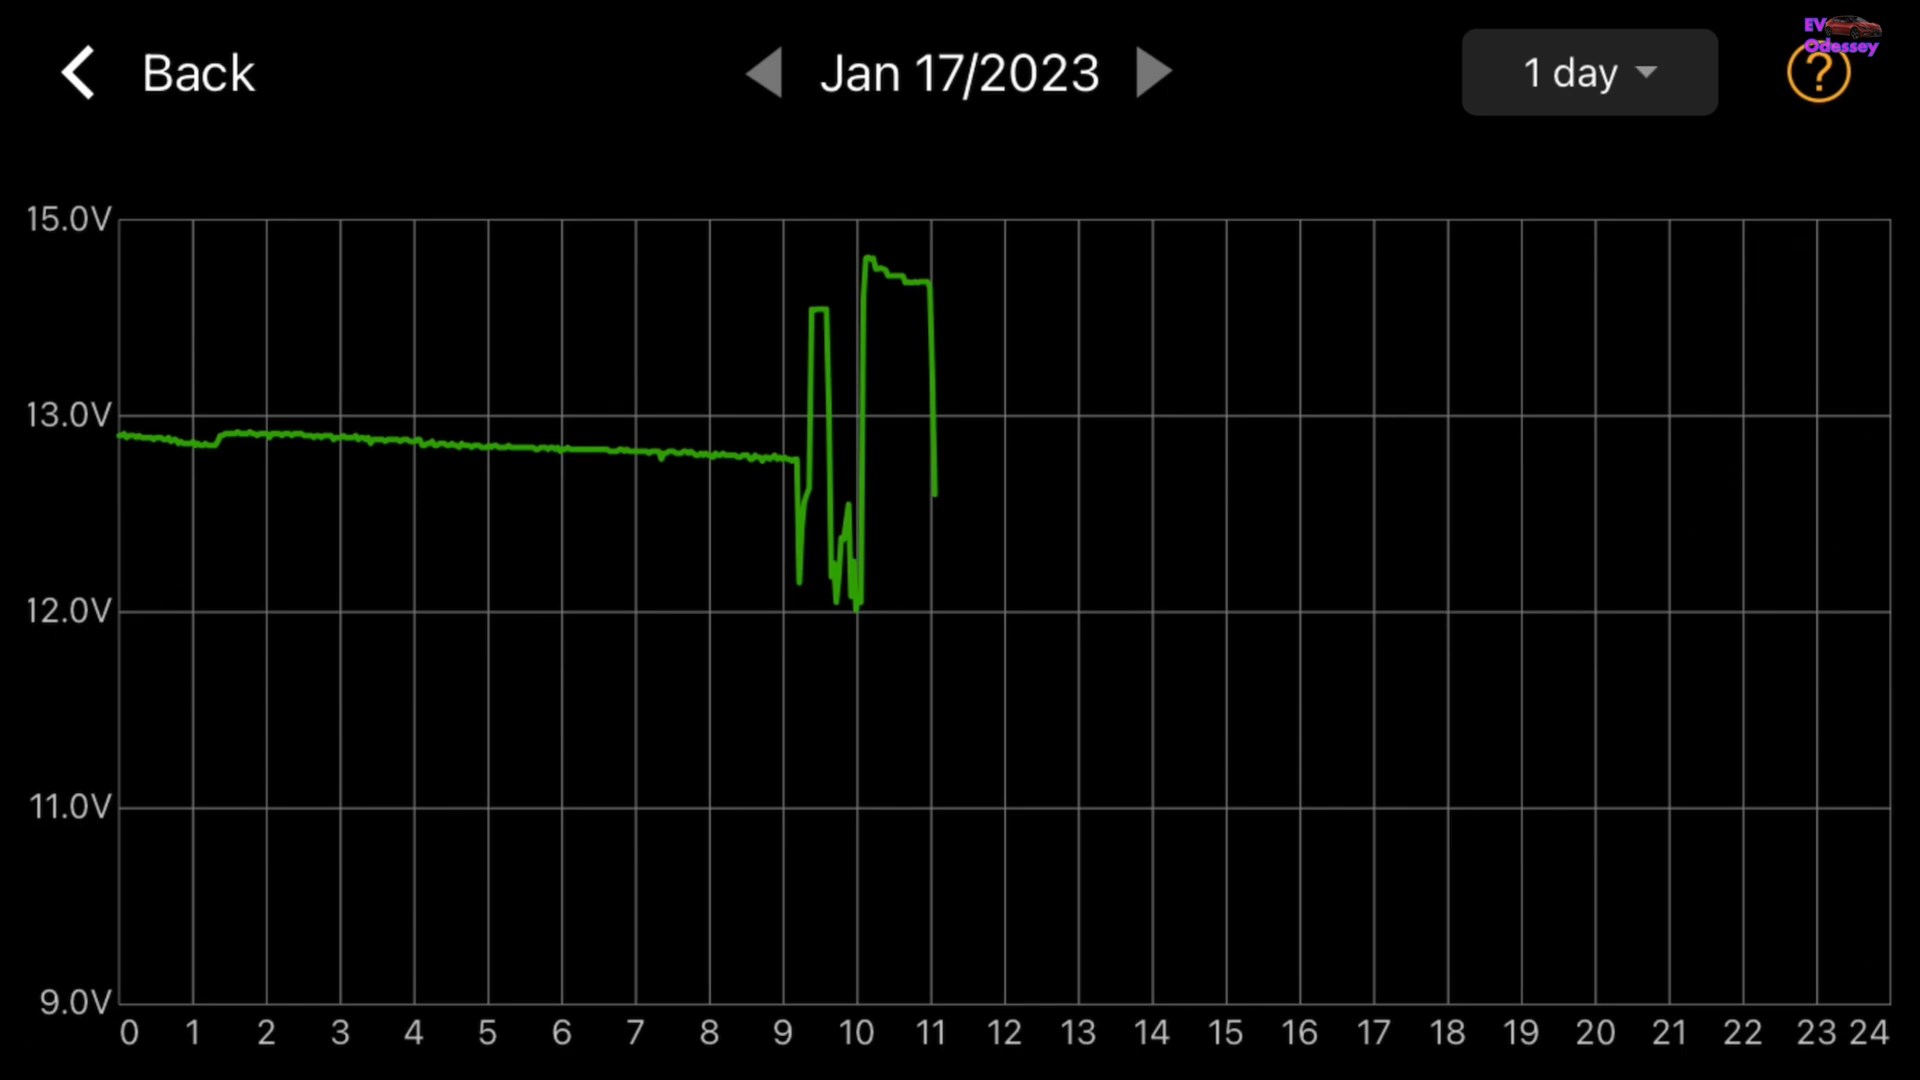 Back
Jan 17/2023
1 day
EV
Odessey
?
15.0V
13.0V
12.0V
11.0V
9.0V
0 1 2 3 4 5 6 7 8 9 10 11 12 13 14 15 16 17 18 19 20 21 22 23 24